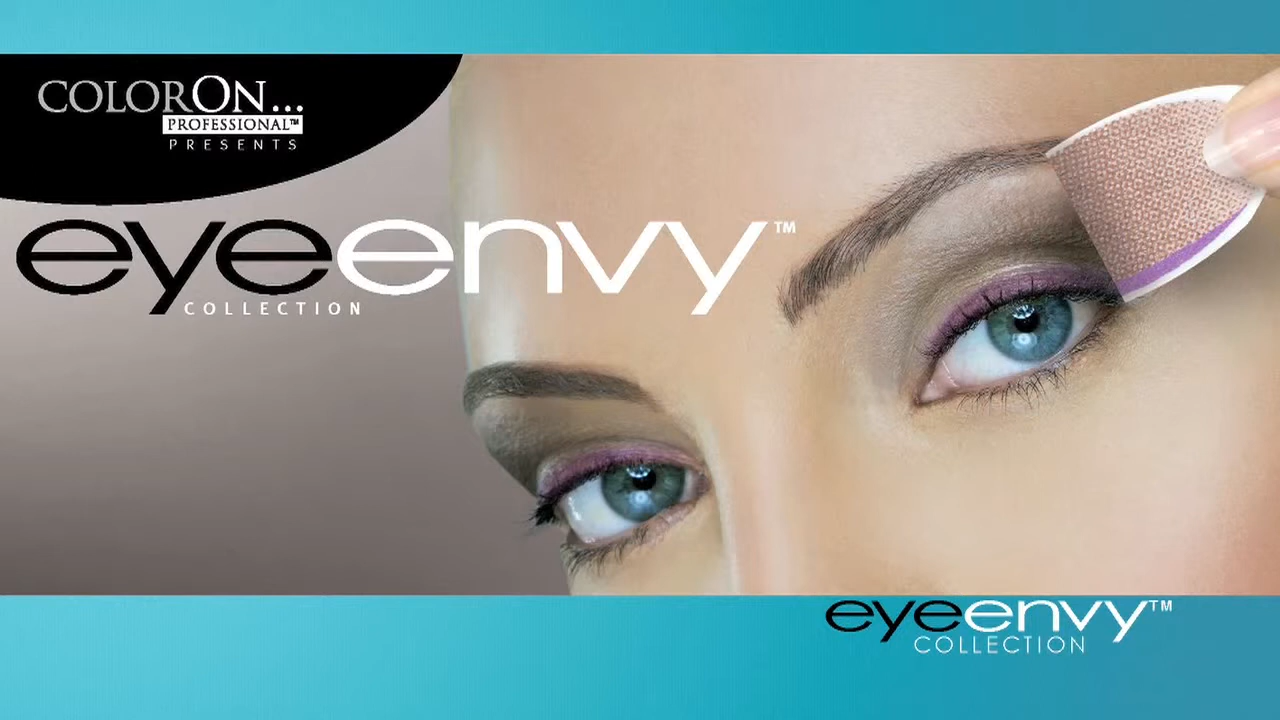 COLORON...
PROFESSIONAL™
PRESENTS
eyeenvy™
COLLECTION
eyeenvy™
COLLECTION